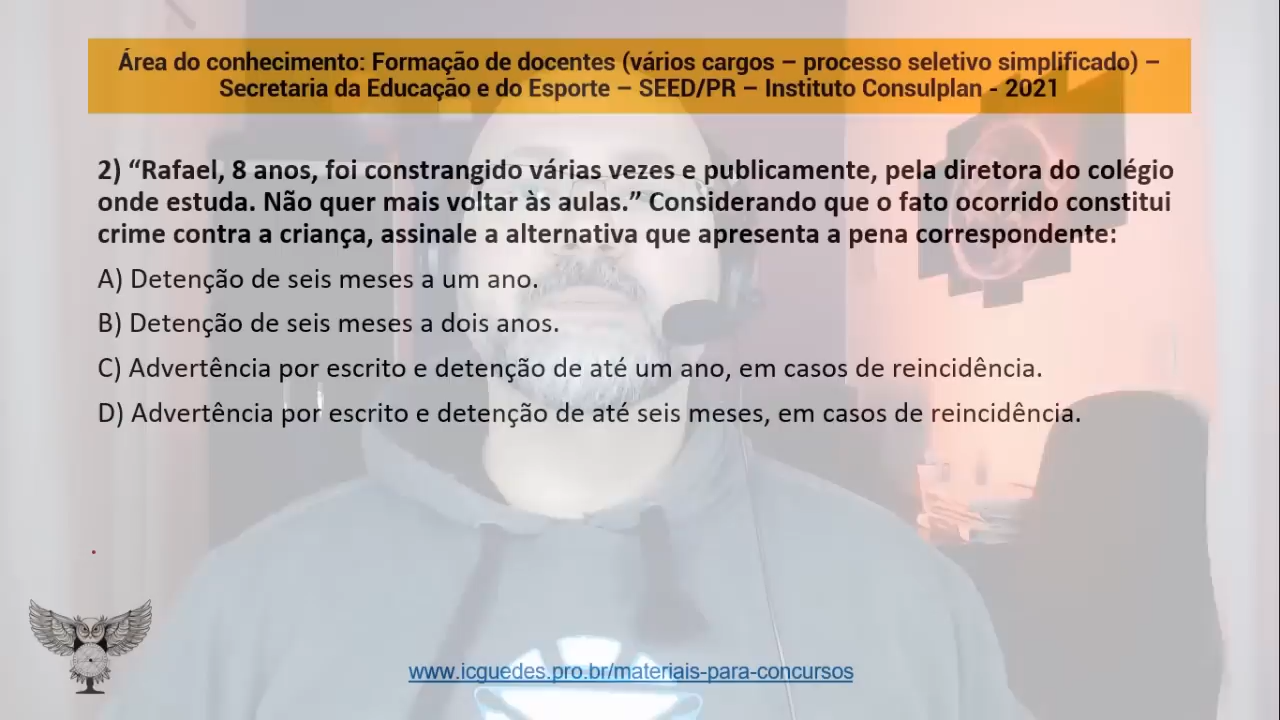 Área do conhecimento: Formação de docentes (vários cargos – processo seletivo simplificado) –
Secretaria da Educação e do Esporte – SEED/PR – Instituto Consulplan - 2021
2) “Rafael, 8 anos, foi constrangido várias vezes e publicamente, pela diretora do colégio
onde estuda. Não quer mais voltar às aulas.” Considerando que o fato ocorrido constitui
crime contra a criança, assinale a alternativa que apresenta a pena correspondente:
A) Detenção de seis meses a um ano.
B) Detenção de seis meses a dois anos.
C) Advertência por escrito e detenção de até um ano, em casos de reincidência.
D) Advertência por escrito e detenção de até seis meses, em casos de reincidência.
www.icguedes.pro.br/materiais-para-concursos